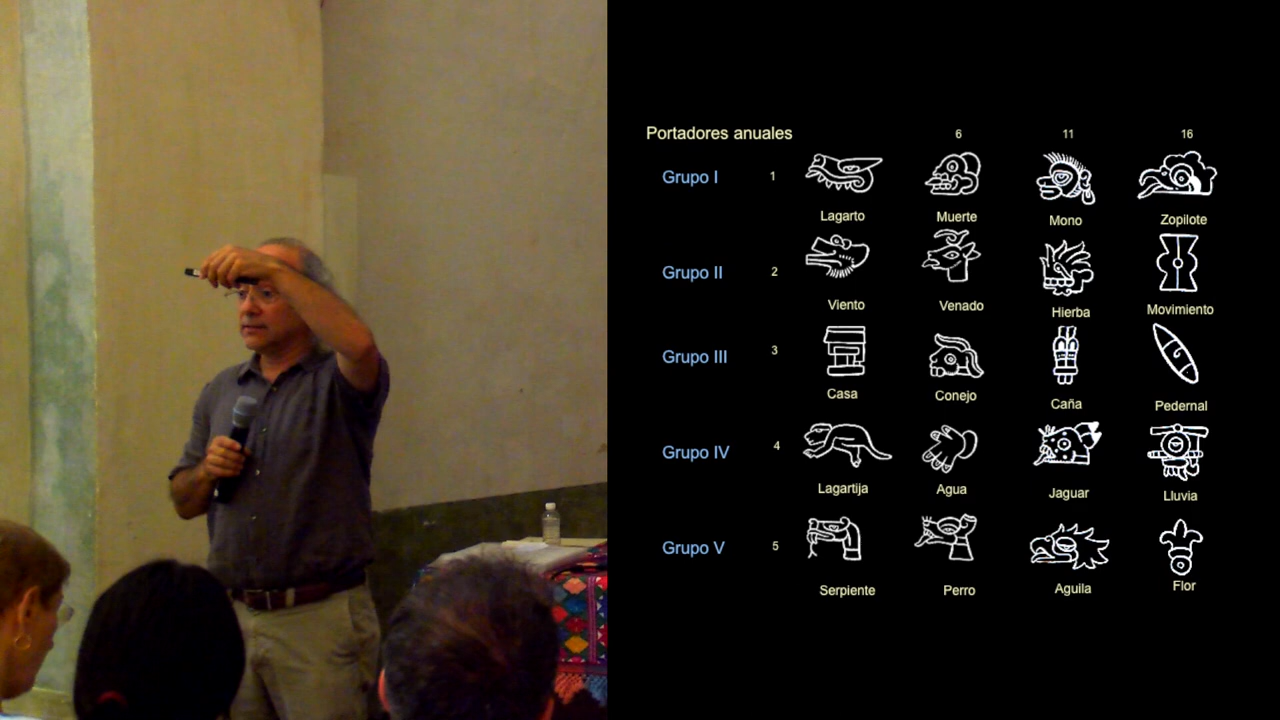 Portadores anuales 6 11 16
Grupo I 1
Lagarto Muerte Mono Zopilote
Grupo II 2
Viento Venado Hierba Movimiento
Grupo III 3
Casa Conejo Caña Pedernal
Grupo IV 4
Lagartija Agua Jaguar Lluvia
Grupo V 5
Serpiente Perro Aguila Flor